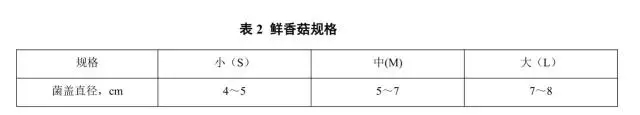 表 2 鲜香菇规格
规格 小（S） 中(M) 大（L）
菌盖直径，cm 4～5 5～7 7～8